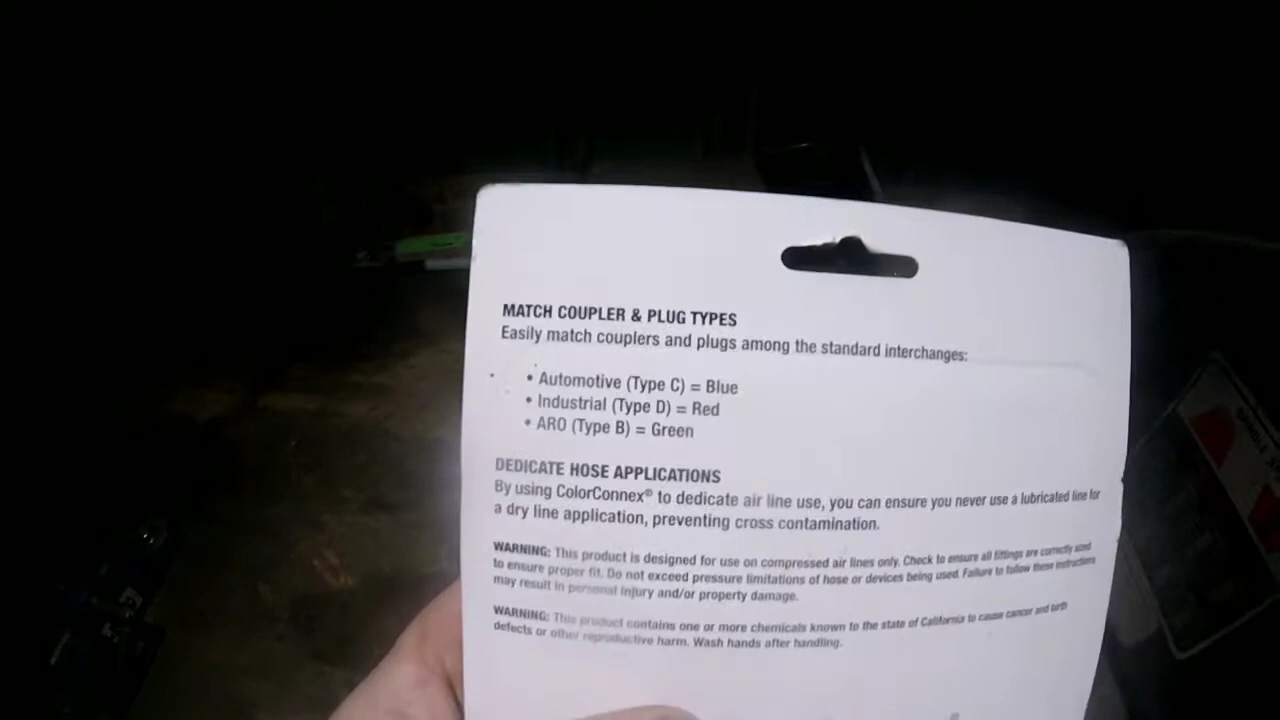 MATCH COUPLER & PLUG TYPES
Easily match couplers and plugs among the standard interchanges:
• Automotive (Type C) = Blue
• Industrial (Type D) = Red
• ARO (Type B) = Green
DEDICATE HOSE APPLICATIONS
By using ColorConnex® to dedicate air line use, you can ensure you never use a lubricated line for
a dry line application, preventing cross contamination.
WARNING: This product is designed for use on compressed air lines only. Check to ensure all fittings are correctly sized
to ensure proper fit. Do not exceed pressure limitations of hose or devices being used. Failure to follow these instructions
may result in personal injury and/or property damage.
WARNING: This product contains one or more chemicals known to the state of California to cause cancer and birth
defects or other reproductive harm. Wash hands after handling.